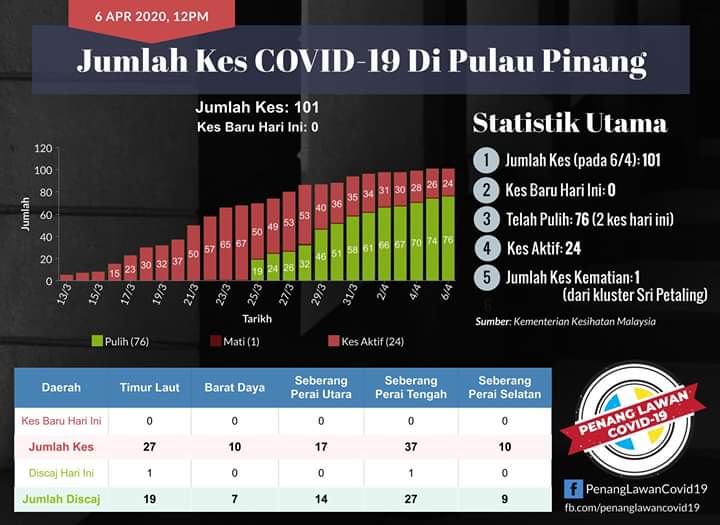 6 APR 2020, 12PM
Jumlah Kes COVID-19 Di Pulau Pinang
Jumlah Kes: 101
Kes Baru Hari Ini: 0
Jumlah
120
100
80
60
40
20
0
15 23 30 32 37 50 57 65 67 50 49 53 53 40 36 35 34 31 30 28 26 24
19 24 26 32 46 51 58 61 66 67 70 74 76
13/3 15/3 17/3 19/3 21/3 23/3 25/3 27/3 29/3 31/3 2/4 4/4 6/4
Tarikh
Pulih (76) Mati (1) Kes Aktif (24)
Statistik Utama
1 Jumlah Kes (pada 6/4): 101
2 Kes Baru Hari Ini: 0
3 Telah Pulih: 76 (2 kes hari ini)
4 Kes Aktif: 24
5 Jumlah Kes Kematian: 1
(dari kluster Sri Petaling)
Sumber: Kementerian Kesihatan Malaysia
Daerah Timur Laut Barat Daya Seberang Perai Utara Seberang Perai Tengah Seberang Perai Selatan
Kes Baru Hari Ini 0 0 0 0 0
Jumlah Kes 27 10 17 37 10
Discaj Hari Ini 1 0 0 1 0
Jumlah Discaj 19 7 14 27 9
PENANG LAWAN
COVID-19
PenangLawanCovid19
fb.com/penanglawancovid19